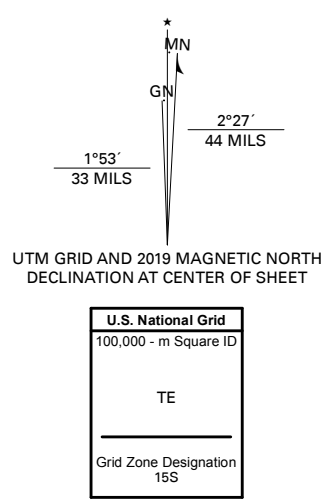 ★
MN
GN
2°27´
44 MILS
1°53´
33 MILS
UTM GRID AND 2019 MAGNETIC NORTH
DECLINATION AT CENTER OF SHEET
U.S. National Grid
100,000 - m Square ID
TE
Grid Zone Designation
15S